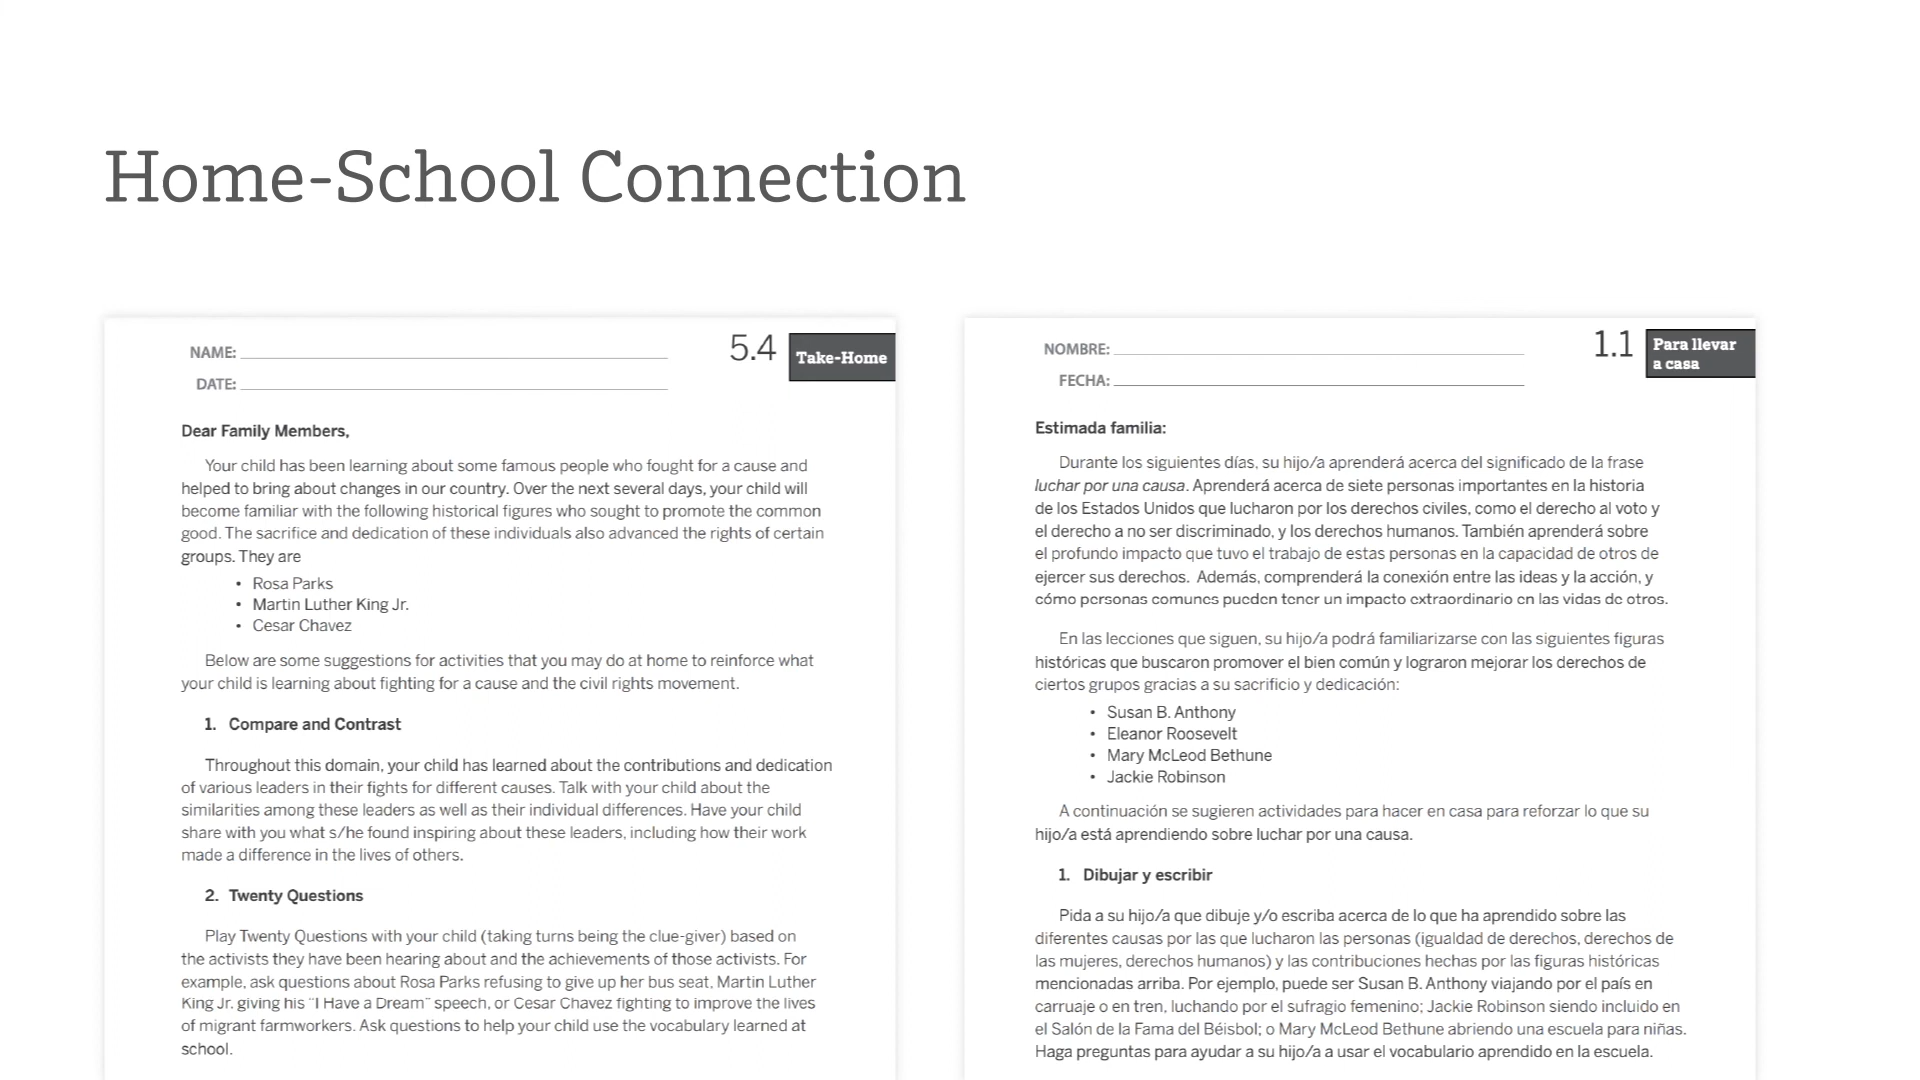 Home-School Connection
NAME:
DATE:
5.4
Take-Home
Dear Family Members,
Your child has been learning about some famous people who fought for a cause and
helped to bring about changes in our country. Over the next several days, your child will
become familiar with the following historical figures who sought to promote the common
good. The sacrifice and dedication of these individuals also advanced the rights of certain
groups. They are
• Rosa Parks
• Martin Luther King Jr.
• Cesar Chavez
Below are some suggestions for activities that you may do at home to reinforce what
your child is learning about fighting for a cause and the civil rights movement.
1. Compare and Contrast
Throughout this domain, your child has learned about the contributions and dedication
of various leaders in their fights for different causes. Talk with your child about the
similarities among these leaders as well as their individual differences. Have your child
share with you what s/he found inspiring about these leaders, including how their work
made a difference in the lives of others.
2. Twenty Questions
Play Twenty Questions with your child (taking turns being the clue-giver) based on
the activists they have been hearing about and the achievements of those activists. For
example, ask questions about Rosa Parks refusing to give up her bus seat, Martin Luther
King Jr. giving his "I Have a Dream" speech, or Cesar Chavez fighting to improve the lives
of migrant farmworkers. Ask questions to help your child use the vocabulary learned at
school.
NOMBRE:
FECHA:
1.1
Para llevar
a casa
Estimada familia:
Durante los siguientes días, su hijo/a aprenderá acerca del significado de la frase
luchar por una causa. Aprenderá acerca de siete personas importantes en la historia
de los Estados Unidos que lucharon por los derechos civiles, como el derecho al voto y
el derecho a no ser discriminado, y los derechos humanos. También aprenderá sobre
el profundo impacto que tuvo el trabajo de estas personas en la capacidad de otros de
ejercer sus derechos. Además, comprenderá la conexión entre las ideas y la acción, y
cómo personas comunes pueden tener un impacto extraordinario en las vidas de otros.
En las lecciones que siguen, su hijo/a podrá familiarizarse con las siguientes figuras
históricas que buscaron promover el bien común y lograron mejorar los derechos de
ciertos grupos gracias a su sacrificio y dedicación:
• Susan B. Anthony
• Eleanor Roosevelt
• Mary McLeod Bethune
• Jackie Robinson
A continuación se sugieren actividades para hacer en casa para reforzar lo que su
hijo/a está aprendiendo sobre luchar por una causa.
1. Dibujar y escribir
Pida a su hijo/a que dibuje y/o escriba acerca de lo que ha aprendido sobre las
diferentes causas por las que lucharon las personas (igualdad de derechos, derechos de
las mujeres, derechos humanos) y las contribuciones hechas por las figuras históricas
mencionadas arriba. Por ejemplo, puede ser Susan B. Anthony viajando por el país en
carruaje o en tren, luchando por el sufragio femenino; Jackie Robinson siendo incluido en
el Salón de la Fama del Béisbol; o Mary McLeod Bethune abriendo una escuela para niñas.
Haga preguntas para ayudar a su hijo/a a usar el vocabulario aprendido en la escuela.